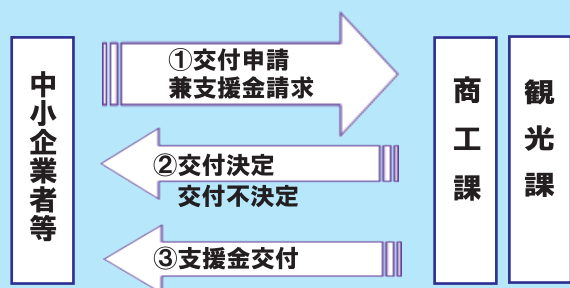 中小企業者等
①交付申請
兼支援金請求
②交付決定
交付不決定
③支援金交付
商工課
観光課